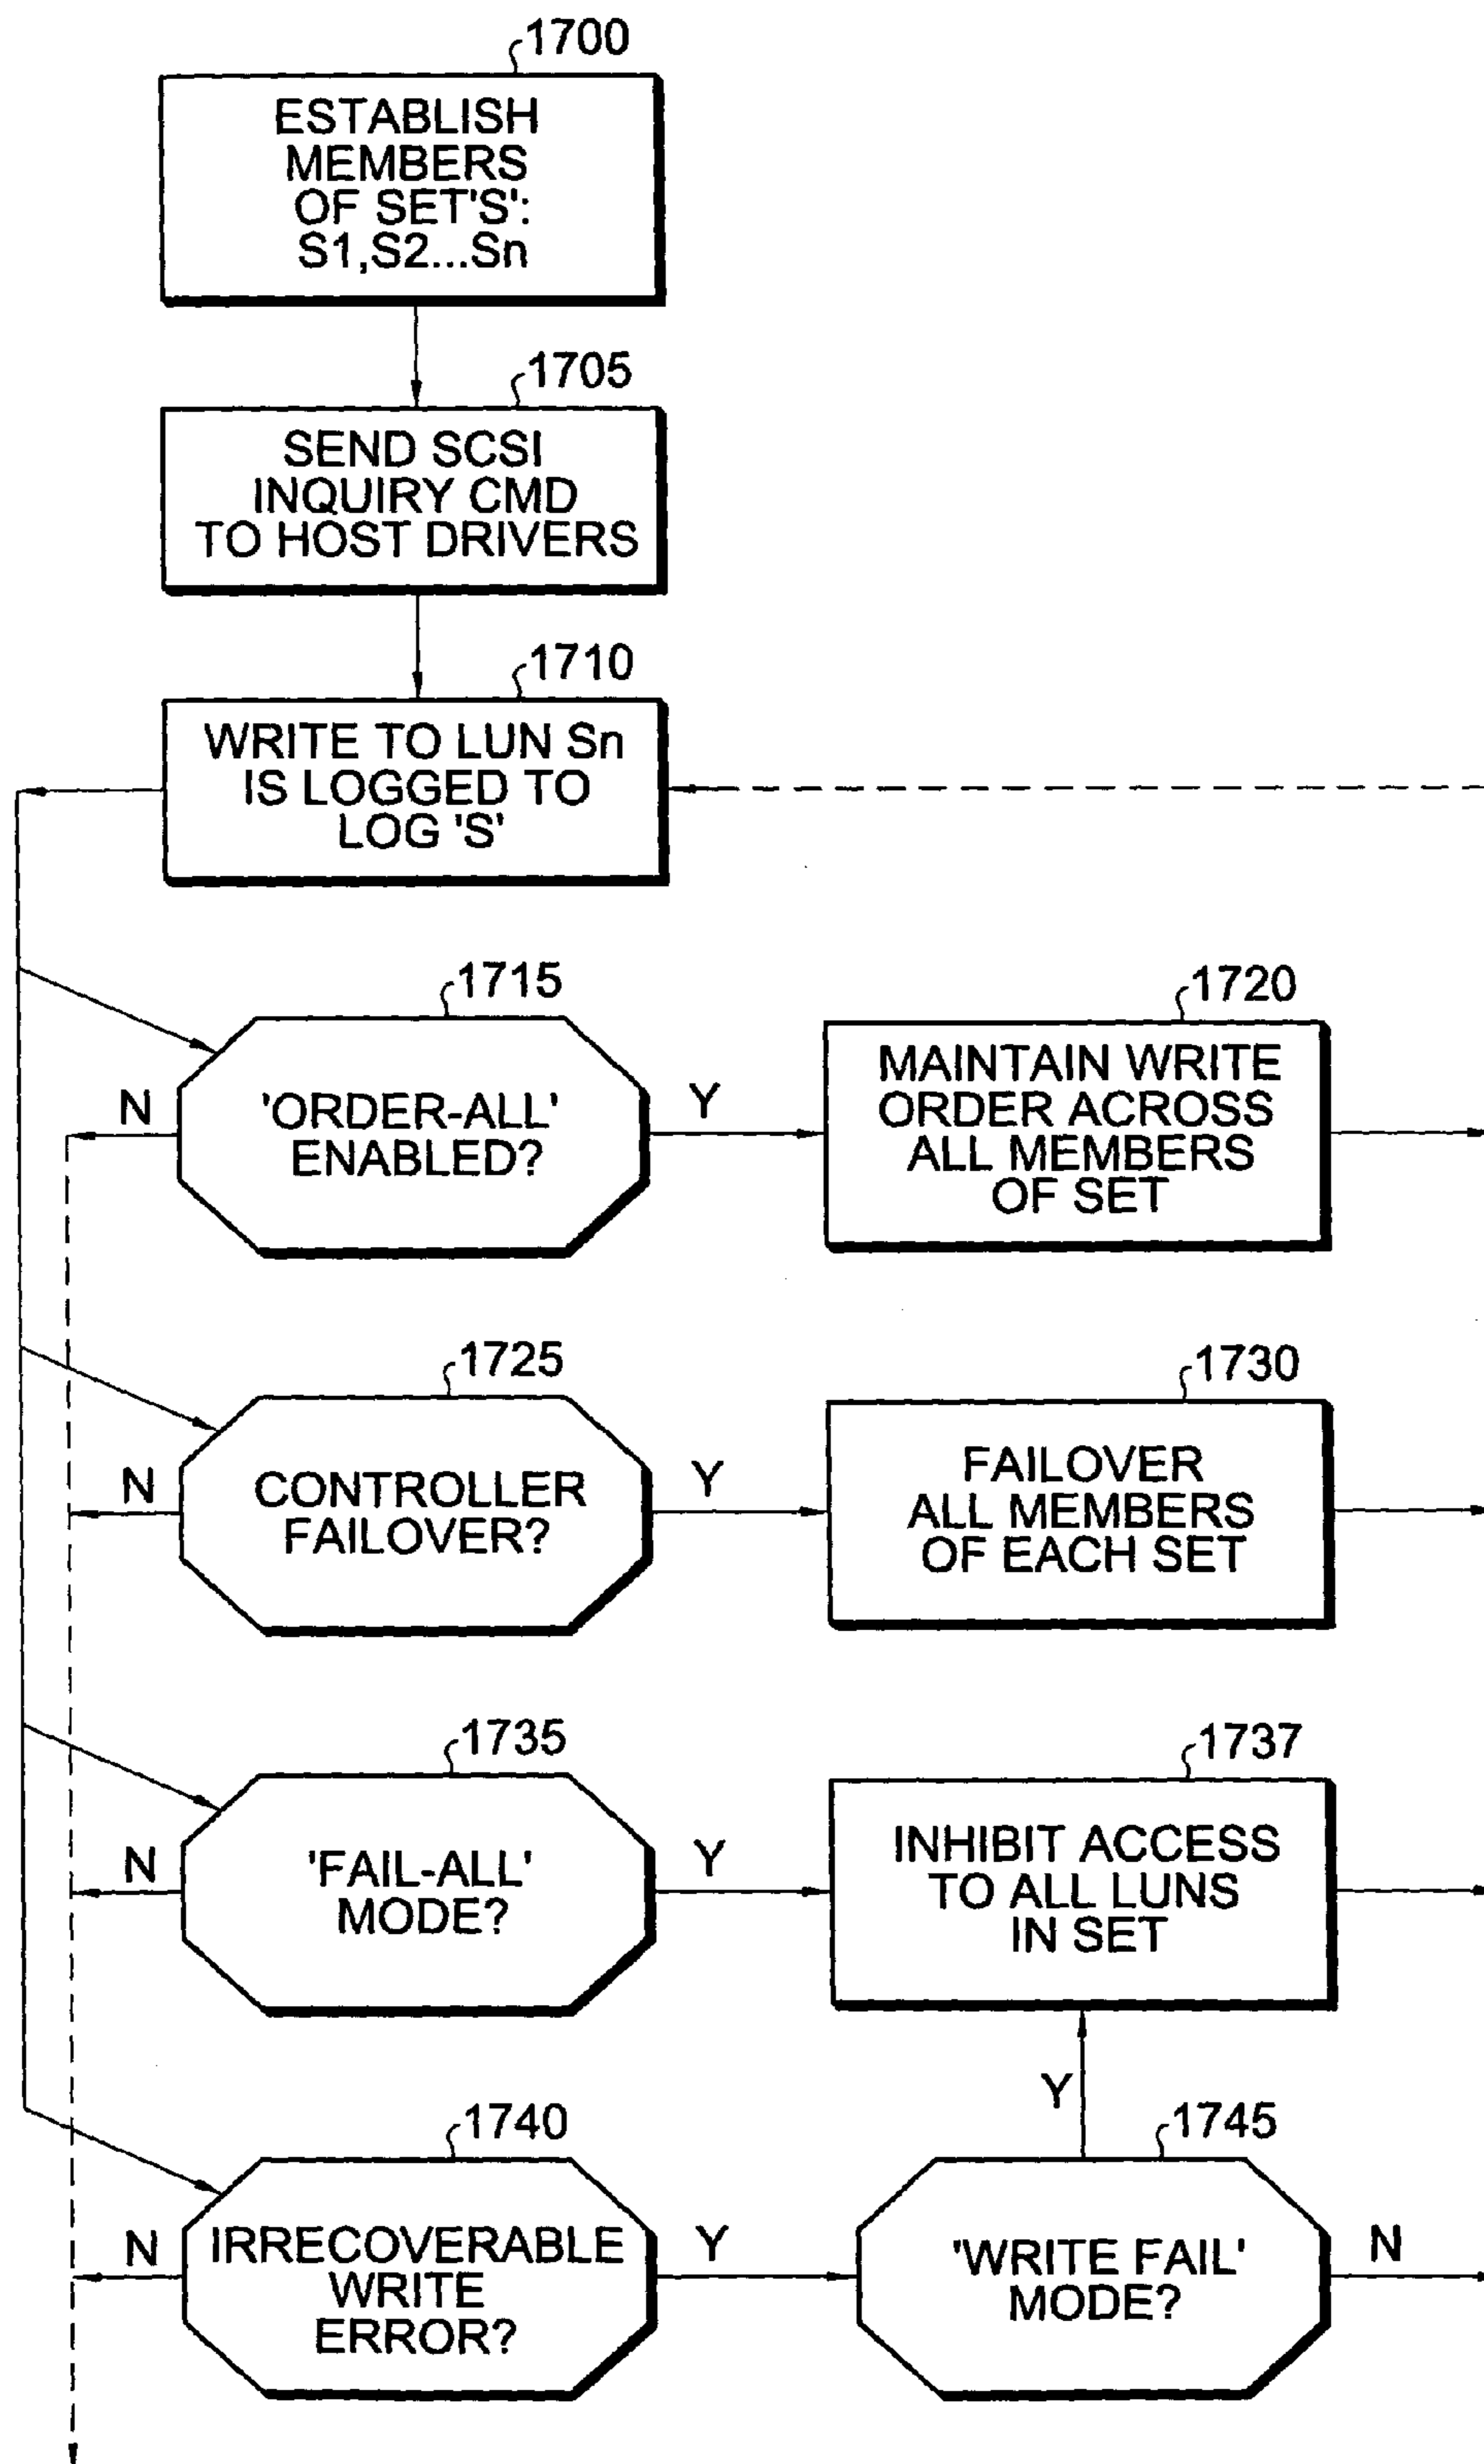 1700
ESTABLISH
MEMBERS
OF SET'S':
S1,S2...Sn
1705
SEND SCSI
INQUIRY CMD
TO HOST DRIVERS
1710
WRITE TO LUN Sn
IS LOGGED TO
LOG 'S'
1715
'ORDER-ALL'
ENABLED?
N
Y
1720
MAINTAIN WRITE
ORDER ACROSS
ALL MEMBERS
OF SET
1725
CONTROLLER
FAILOVER?
N
Y
1730
FAILOVER
ALL MEMBERS
OF EACH SET
1735
'FAIL-ALL'
MODE?
N
Y
1737
INHIBIT ACCESS
TO ALL LUNS
IN SET
Y
1740
IRRECOVERABLE
WRITE
ERROR?
N
Y
1745
'WRITE FAIL'
MODE?
N